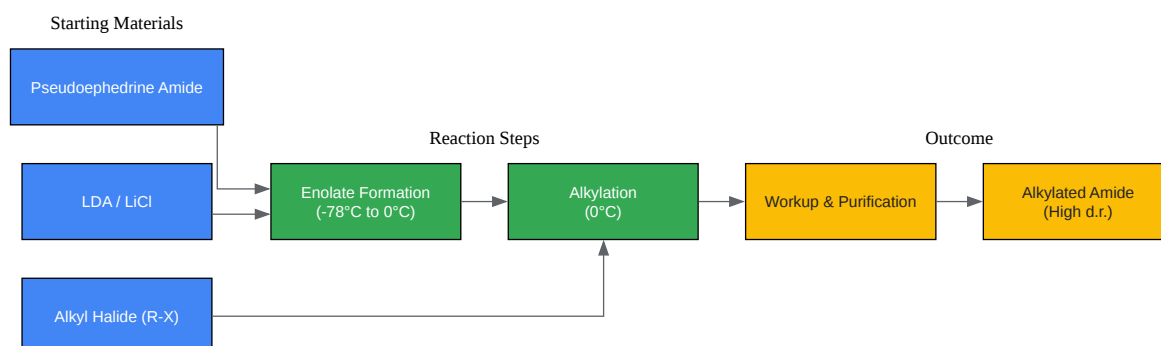 Starting Materials
Pseudoephedrine Amide
LDA / LiCl
Alkyl Halide (R-X)
Reaction Steps
Enolate Formation
(-78°C to 0°C)
Alkylation
(0°C)
Outcome
Workup & Purification
Alkylated Amide
(High d.r.)